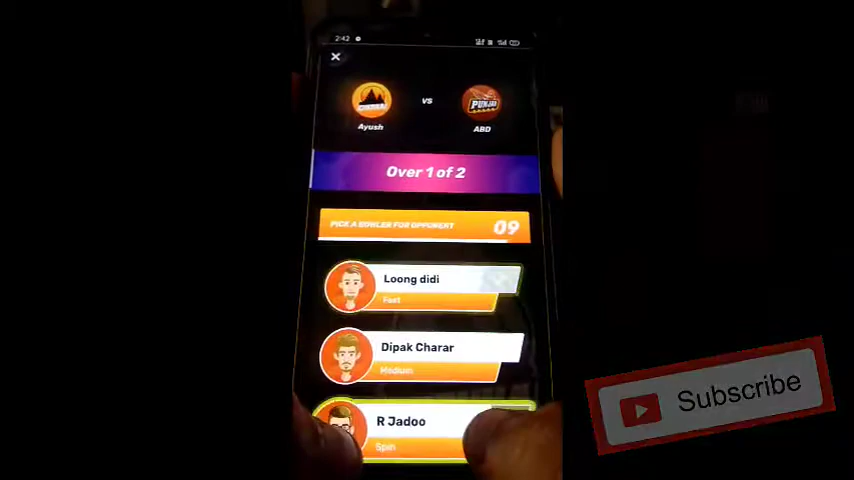 2:42
VS
PUNJAB
Ayush
ABD
Over 1 of 2
PICK A BOWLER FOR OPPONENT
09
Loong didi
Fast
Dipak Charar
Medium
R Jadoo
Spin
Subscribe